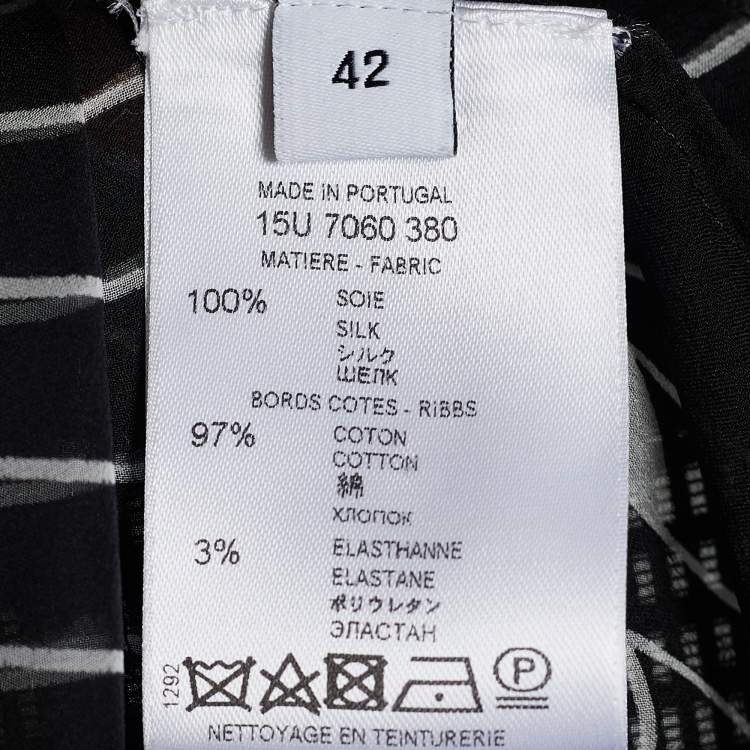 42
MADE IN PORTUGAL
15U 7060 380
MATIERE - FABRIC
100% SOIE
SILK
シルク
ШЕЛК
BORDS COTES - RIBBS
97% COTON
COTTON
綿
ХЛОПОК
3% ELASTHANNE
ELASTANE
ポリウレタン
ЭЛАСТАН
1292
P
NETTOYAGE EN TEINTURERIE